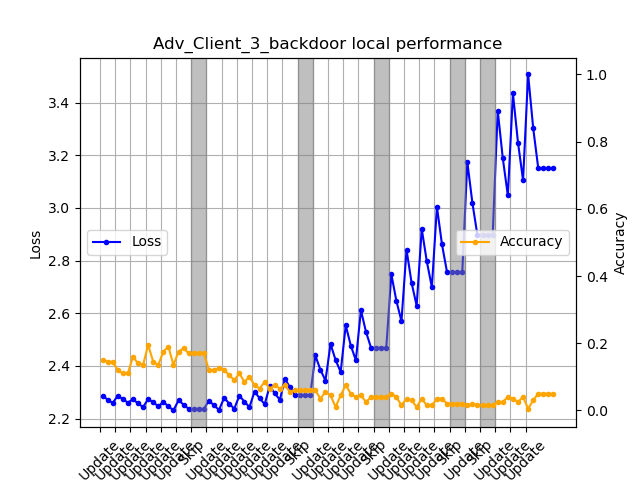 Adv_Client_3_backdoor local performance
3.4
3.2
3.0
2.8
2.6
2.4
2.2
Loss
1.0
0.8
0.6
0.4
0.2
0.0
Accuracy
Loss
Accuracy
Update
Update
Update
Update
Update
Update
Skip
Update
Update
Update
Update
Update
Update
Skip
Update
Update
Update
Update
Skip
Update
Update
Update
Update
Skip
Update
Skip
Update
Update
Update